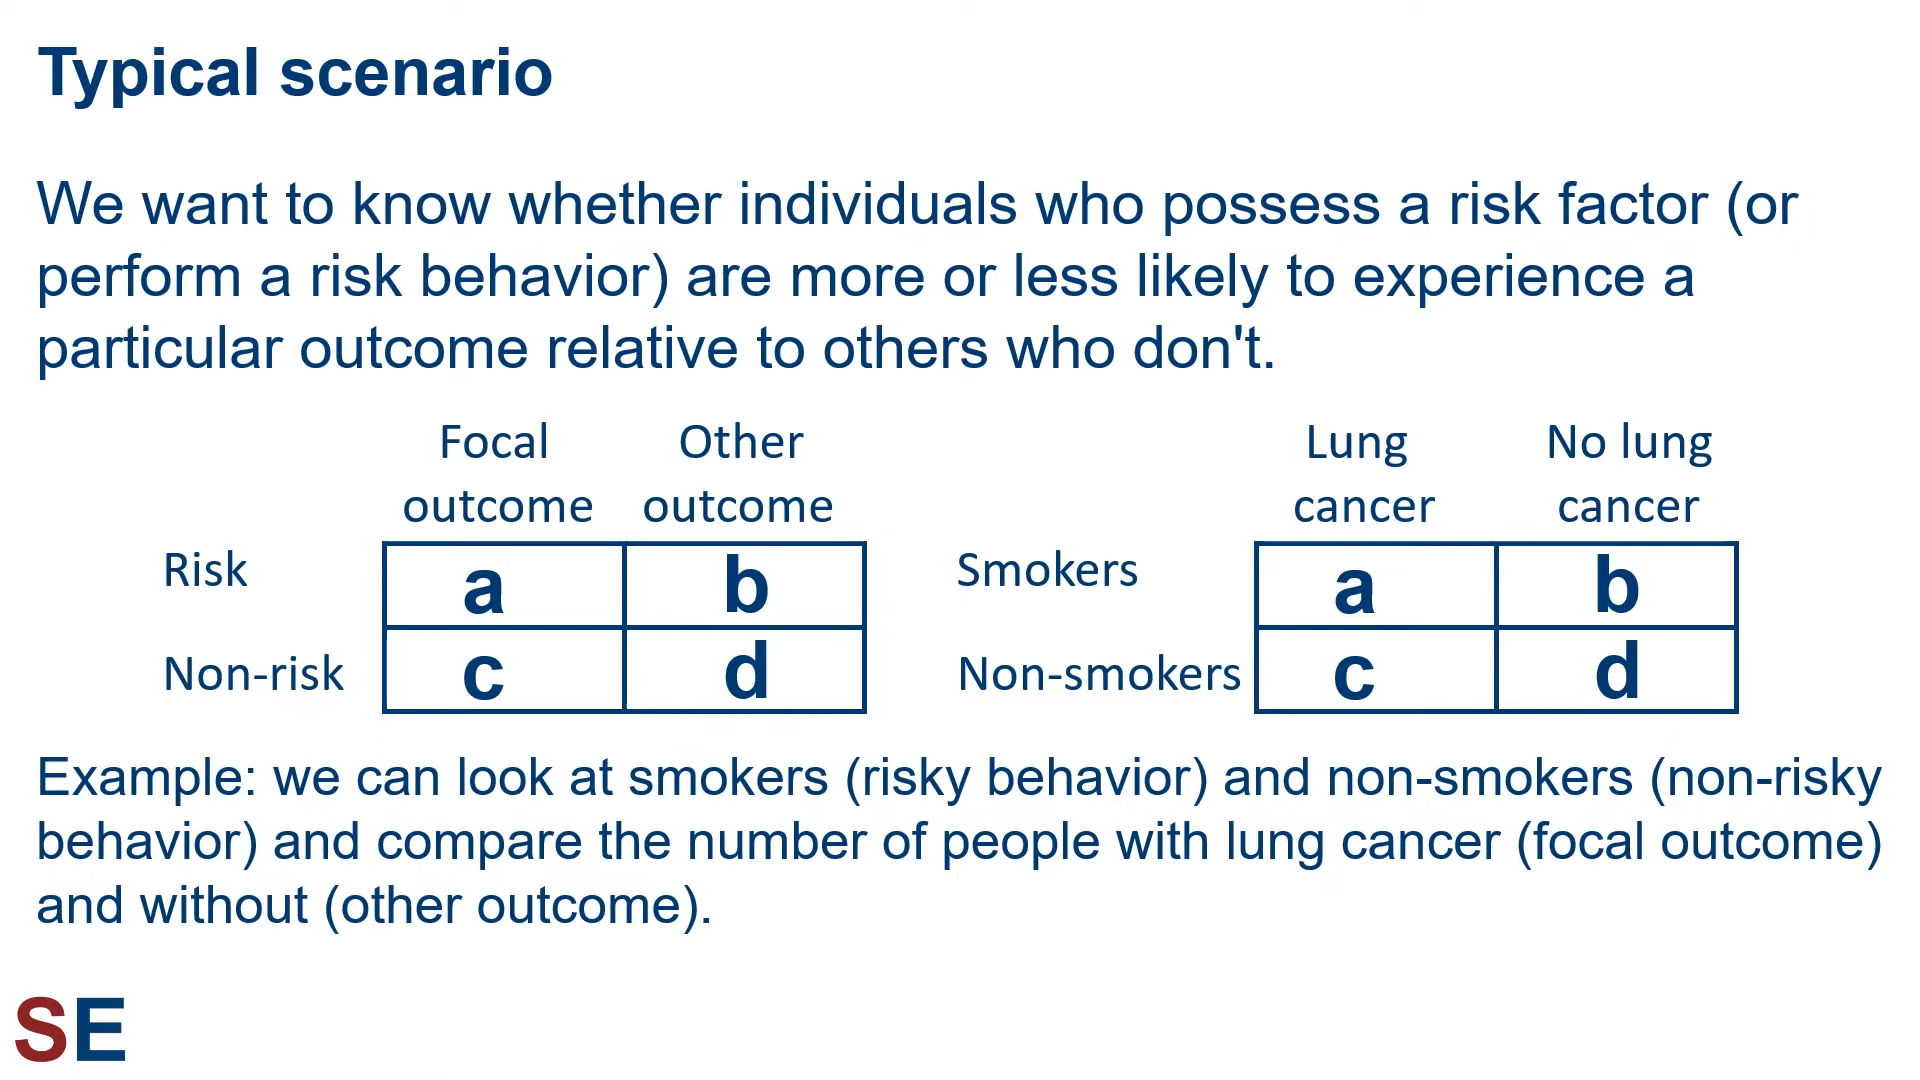 Typical scenario
We want to know whether individuals who possess a risk factor (or
perform a risk behavior) are more or less likely to experience a
particular outcome relative to others who don't.
Focal Other
outcome outcome
Risk a b
Non-risk c d
Lung No lung
cancer cancer
Smokers a b
Non-smokers c d
Example: we can look at smokers (risky behavior) and non-smokers (non-risky
behavior) and compare the number of people with lung cancer (focal outcome)
and without (other outcome).
SE